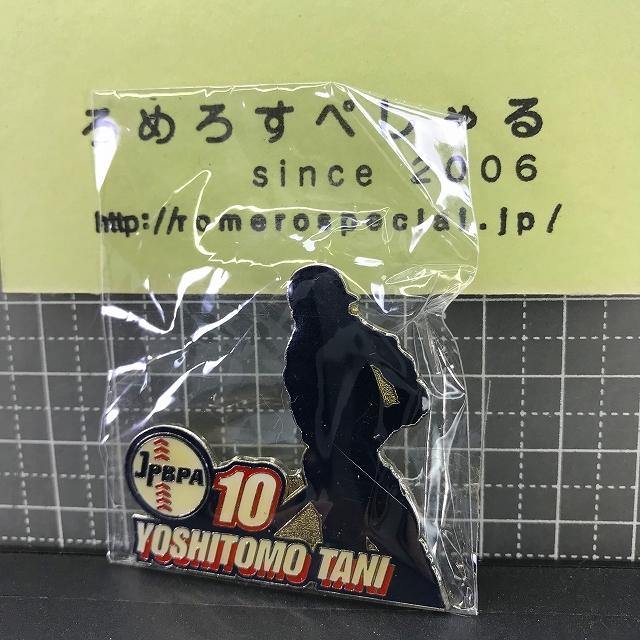 ろめろすぺしゃる
since 2006
http://romerospecial.jp/
JPBPA
10
YOSHITOMO TANI